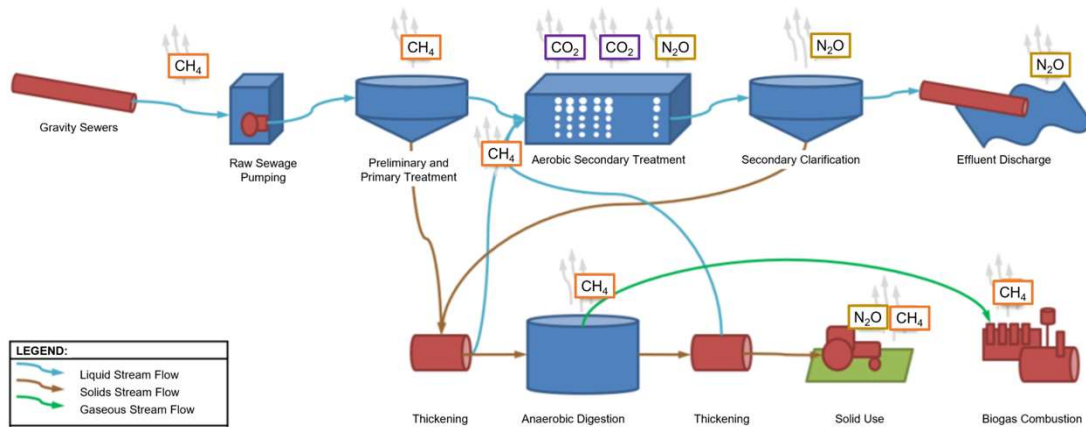 CH4
CH4
CO2
CO2
N2O
N2O
N2O
Gravity Sewers
Raw Sewage
Pumping
Preliminary and
Primary Treatment
CH4
Aerobic Secondary Treatment
Secondary Clarification
Effluent Discharge
CH4
N2O
CH4
CH4
LEGEND:
Liquid Stream Flow
Solids Stream Flow
Gaseous Stream Flow
Thickening
Anaerobic Digestion
Thickening
Solid Use
Biogas Combustion